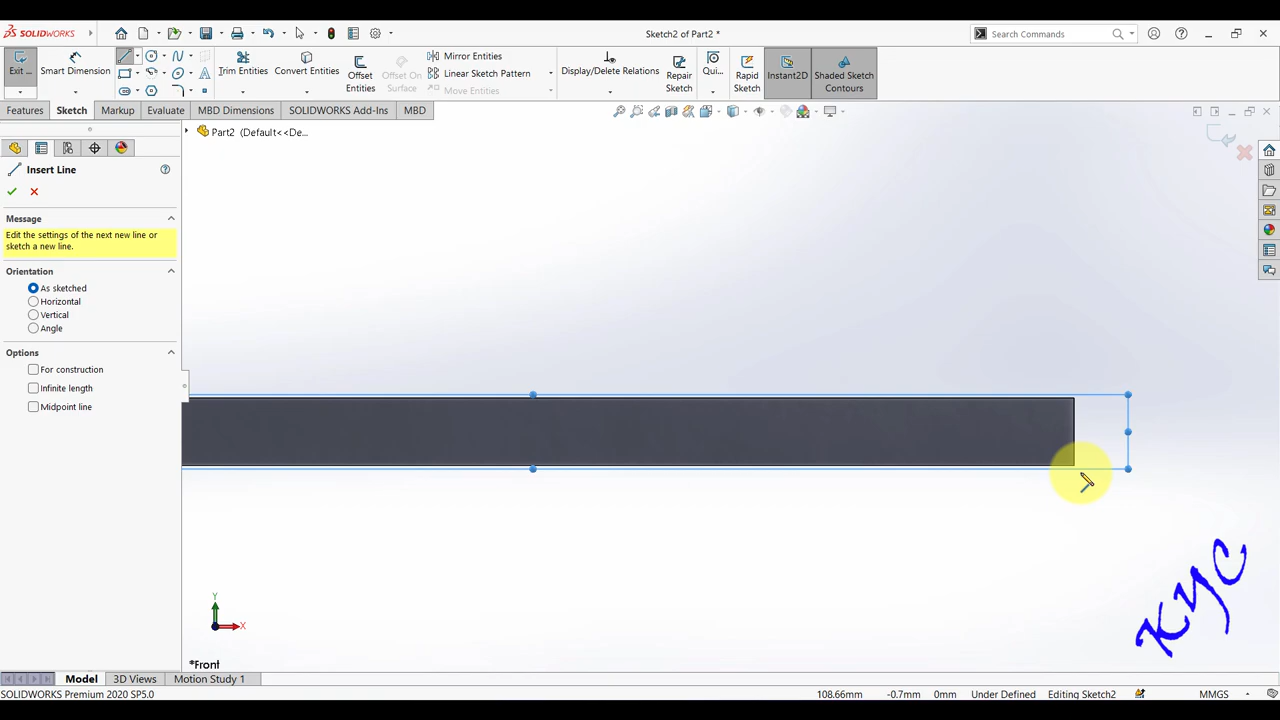 SOLIDWORKS
Sketch2 of Part2 *
Search Commands
Exit ...
Smart Dimension
Trim Entities
Convert Entities
Offset Entities
Offset On Surface
Mirror Entities
Linear Sketch Pattern
Move Entities
Display/Delete Relations
Repair Sketch
Qui...
Rapid Sketch
Instant2D
Shaded Sketch Contours
Features
Sketch
Markup
Evaluate
MBD Dimensions
SOLIDWORKS Add-Ins
MBD
Part2 (Default<<De...
Insert Line
Message
Edit the settings of the next new line or
sketch a new line.
Orientation
As sketched
Horizontal
Vertical
Angle
Options
For construction
Infinite length
Midpoint line
Y
X
*Front
KYC
Model
3D Views
Motion Study 1
SOLIDWORKS Premium 2020 SP5.0
108.66mm
-0.7mm
0mm
Under Defined
Editing Sketch2
MMGS